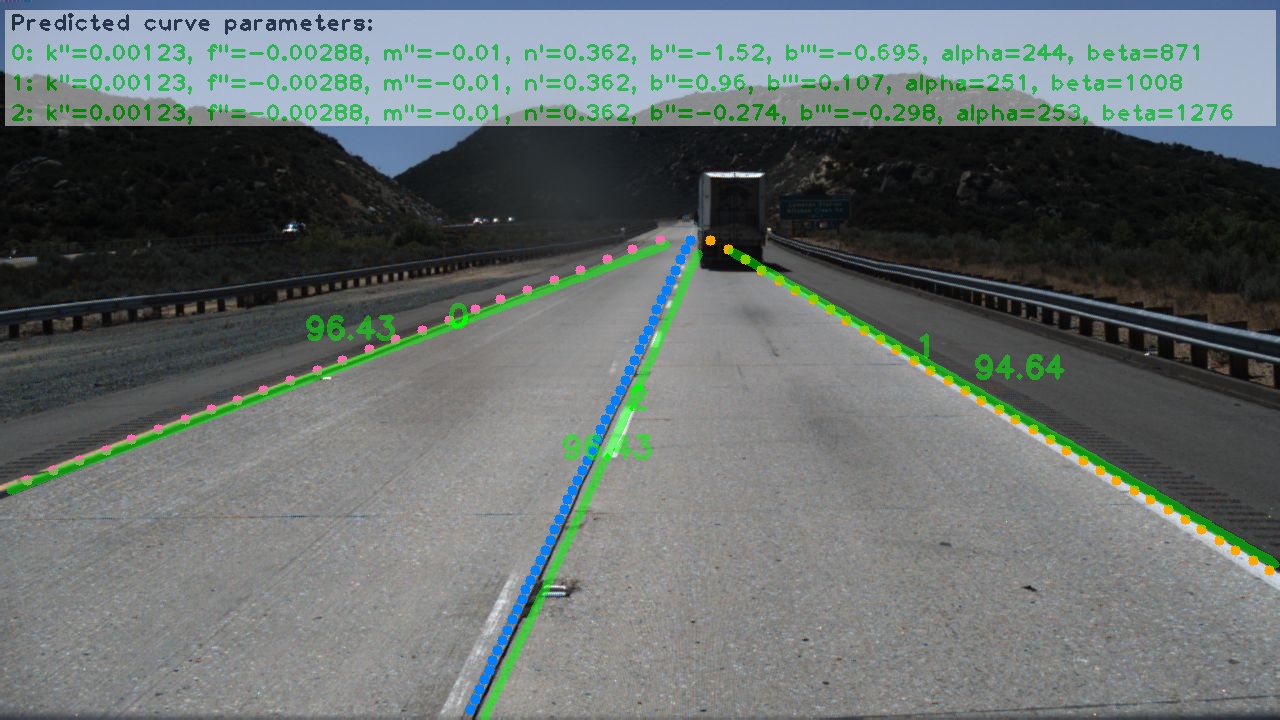 Predicted curve parameters:
0: k''=0.00123, f''=-0.00288, m''=-0.01, n'=0.362, b''=-1.52, b'''=-0.695, alpha=244, beta=871
1: k''=0.00123, f''=-0.00288, m''=-0.01, n'=0.362, b''=0.96, b'''=0.107, alpha=251, beta=1008
2: k''=0.00123, f''=-0.00288, m''=-0.01, n'=0.362, b''=-0.274, b'''=-0.298, alpha=253, beta=1276
96.43 0
1 94.64